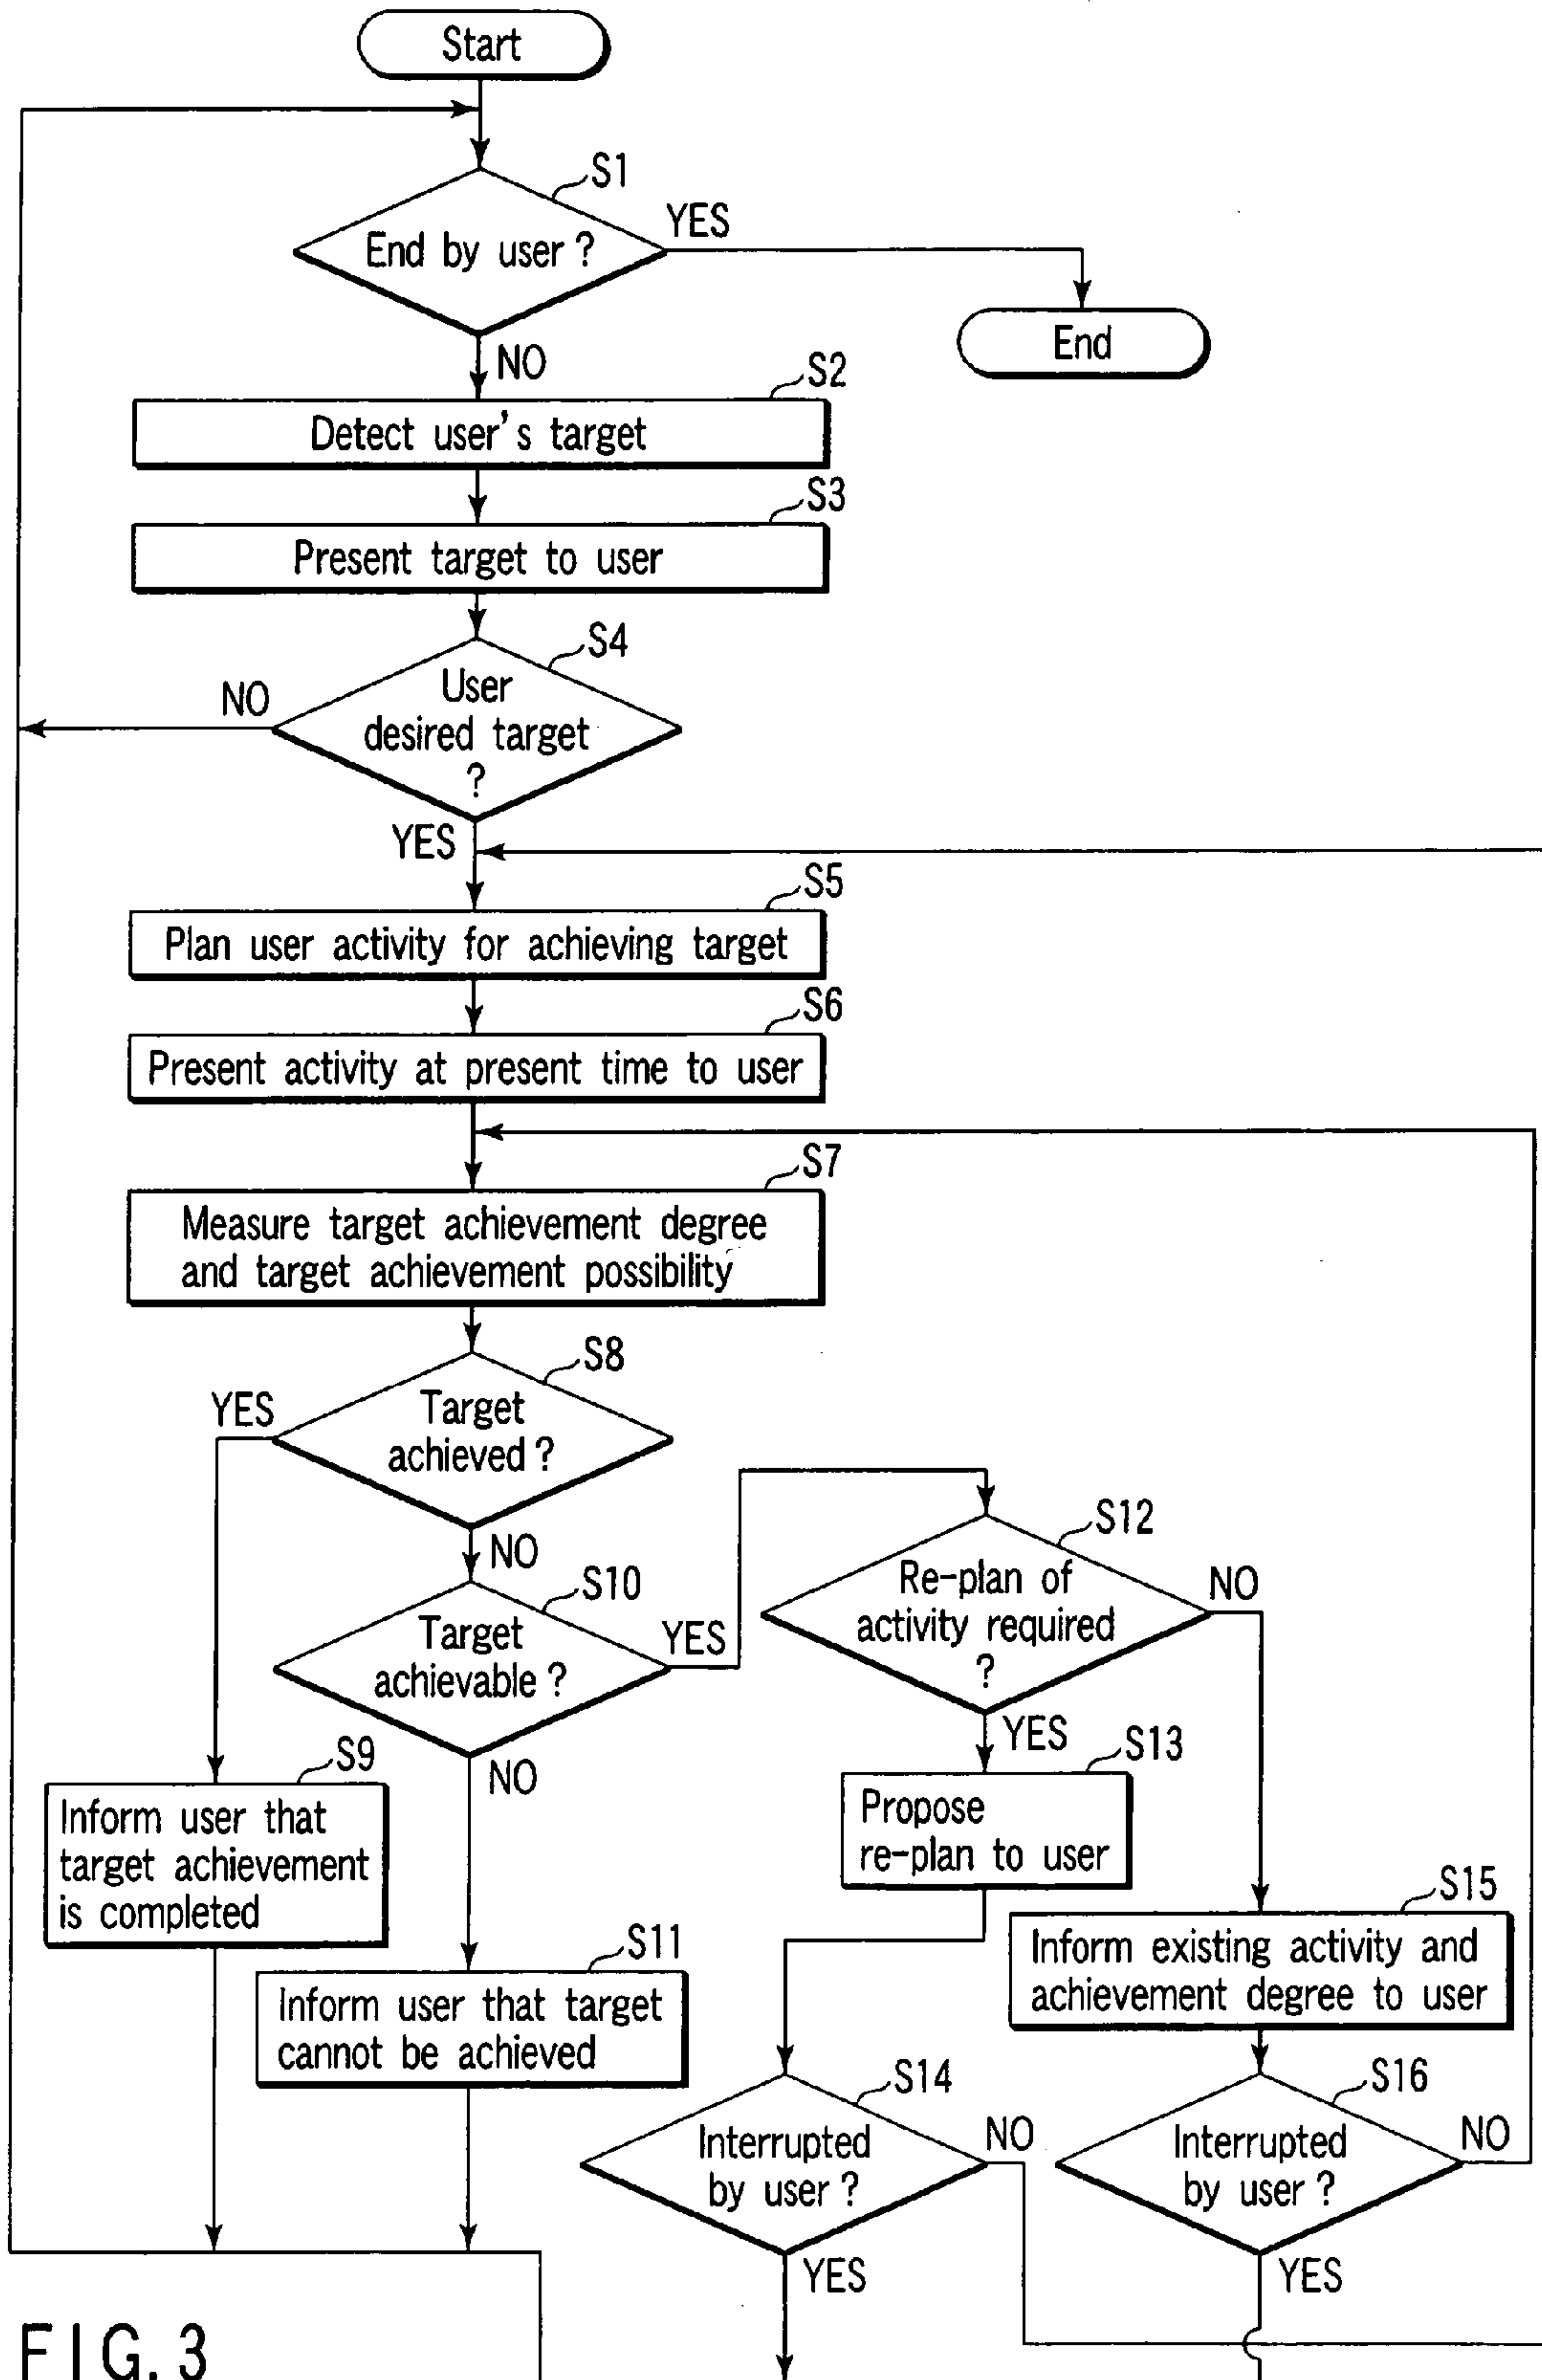 Start
S1
End by user ?
YES
End
NO
S2
Detect user's target
S3
Present target to user
S4
User
desired target
?
NO
YES
S5
Plan user activity for achieving target
S6
Present activity at present time to user
S7
Measure target achievement degree
and target achievement possibility
S8
Target
achieved ?
YES
NO
S10
Target
achievable ?
YES
NO
S12
Re-plan of
activity required
?
NO
YES
S9
Inform user that
target achievement
is completed
S13
Propose
re-plan to user
S11
Inform user that target
cannot be achieved
S15
Inform existing activity and
achievement degree to user
S14
Interrupted
by user ?
NO
YES
S16
Interrupted
by user ?
NO
YES
FIG. 3